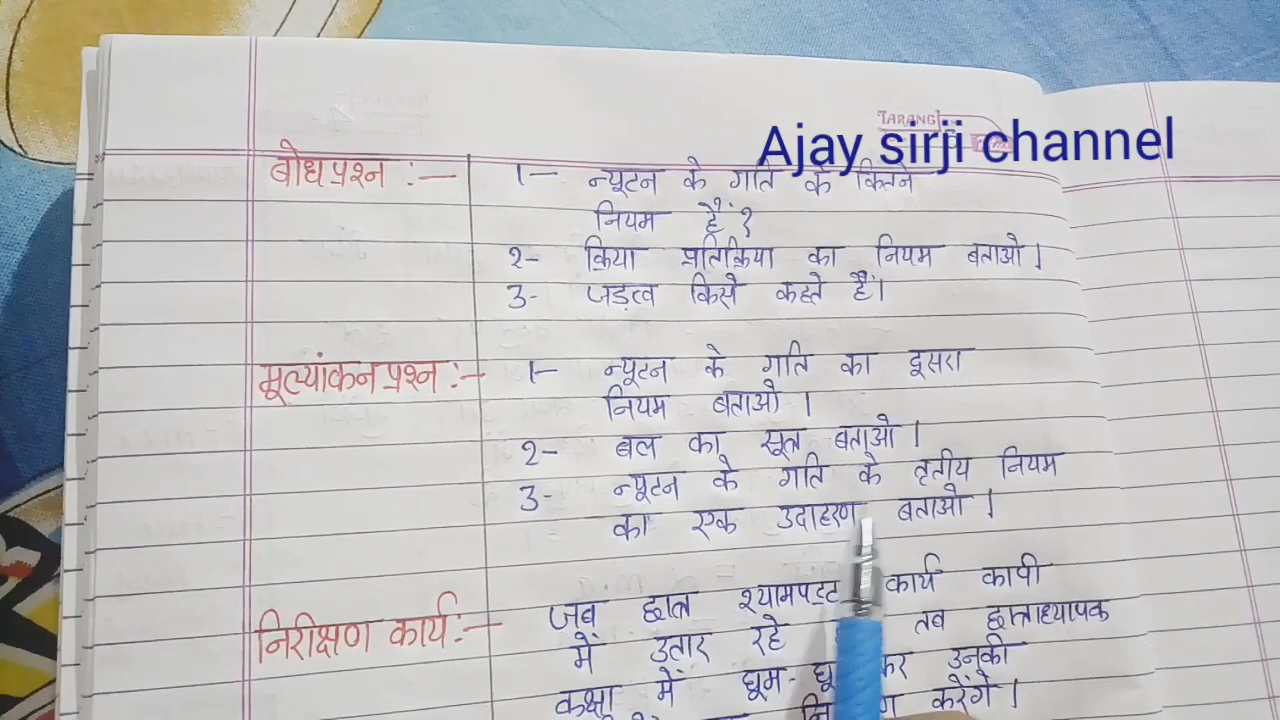 TARANG
Ajay sirji channel
बोध प्रश्न :— 1— न्यूटन के गति के कितने
नियम हैं?
2- क्रिया प्रतिक्रिया का नियम बताओ।
3- जड़त्व किसे कहते हैं।
मूल्यांकन प्रश्न :- 1— न्यूटन के गति का दूसरा
नियम बताओ।
2- बल का सूत्र बताओ।
3- न्यूटन के गति के तृतीय नियम
का एक उदाहरण बताओ।
निरीक्षण कार्य :— जब छात्र श्यामपट्ट कार्य कापी
में उतार रहे तब छात्राध्यापक
कक्षा में घूम- कर उनकी
करेंगे।